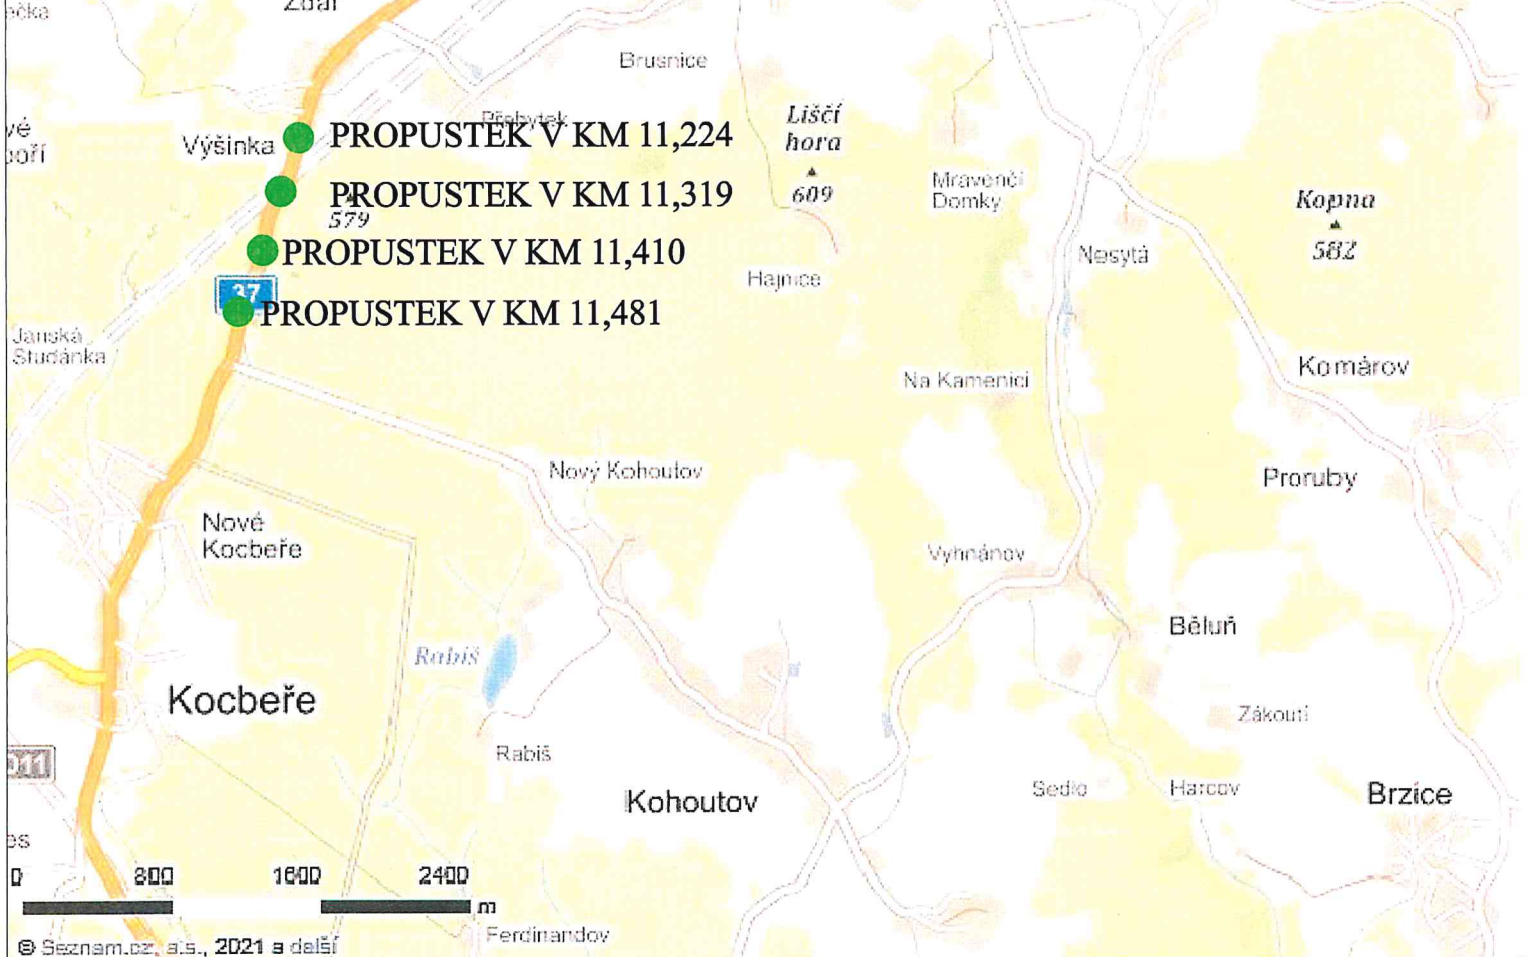 Žďár
Brusnice
Přebytek
Výšinka
PROPUSTEK V KM 11,224
Liščí
hora
609
PROPUSTEK V KM 11,319
579
Mravenčí
Domky
Kopna
582
PROPUSTEK V KM 11,410
Nesytá
Hajnice
37
PROPUSTEK V KM 11,481
Janská
Studánka
Komárov
Na Kamenici
Nový Kohoutov
Proruby
Nové
Kocbeře
Vyhnánov
Běluň
Rabiš
Kocbeře
Zákoutí
Rabiš
Kohoutov
Sedlo
Harcov
Brzice
0 800 1600 2400
m
Ferdinandov
© Seznam.cz, a.s., 2021 a další